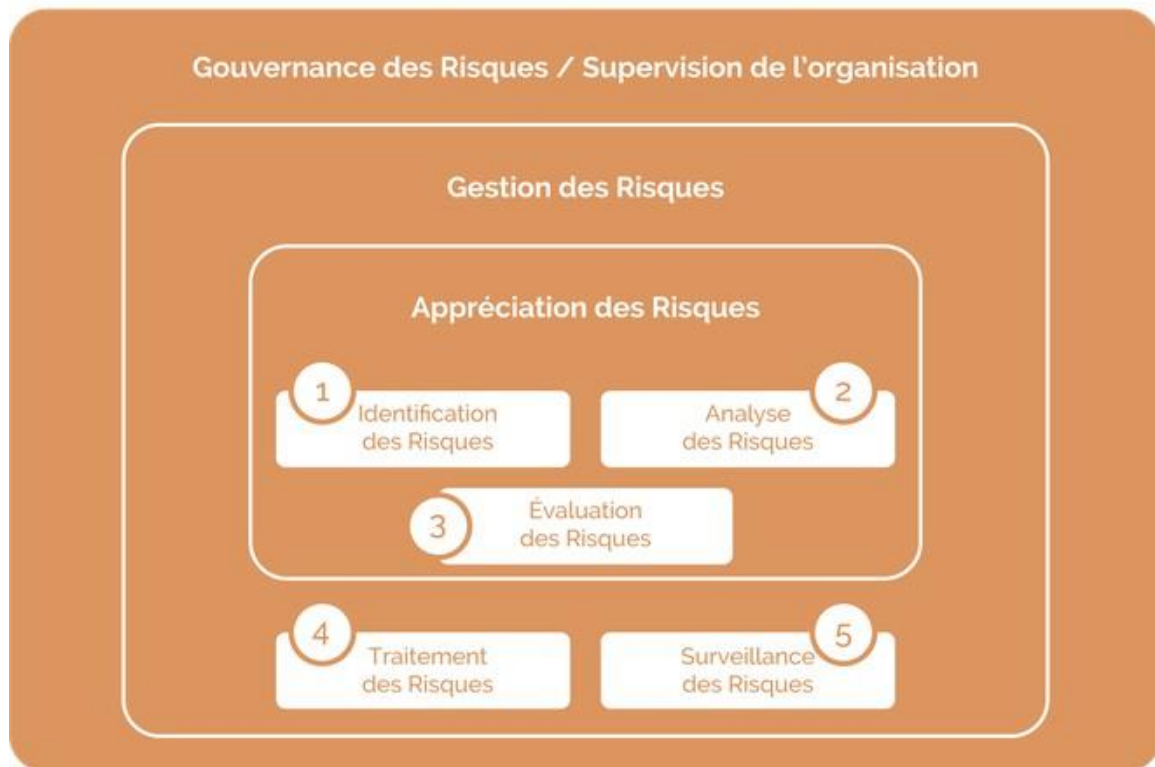 Gouvernance des Risques / Supervision de l'organisation
Gestion des Risques
Appréciation des Risques
1
Identification
des Risques
2
Analyse
des Risques
3
Évaluation
des Risques
4
Traitement
des Risques
5
Surveillance
des Risques